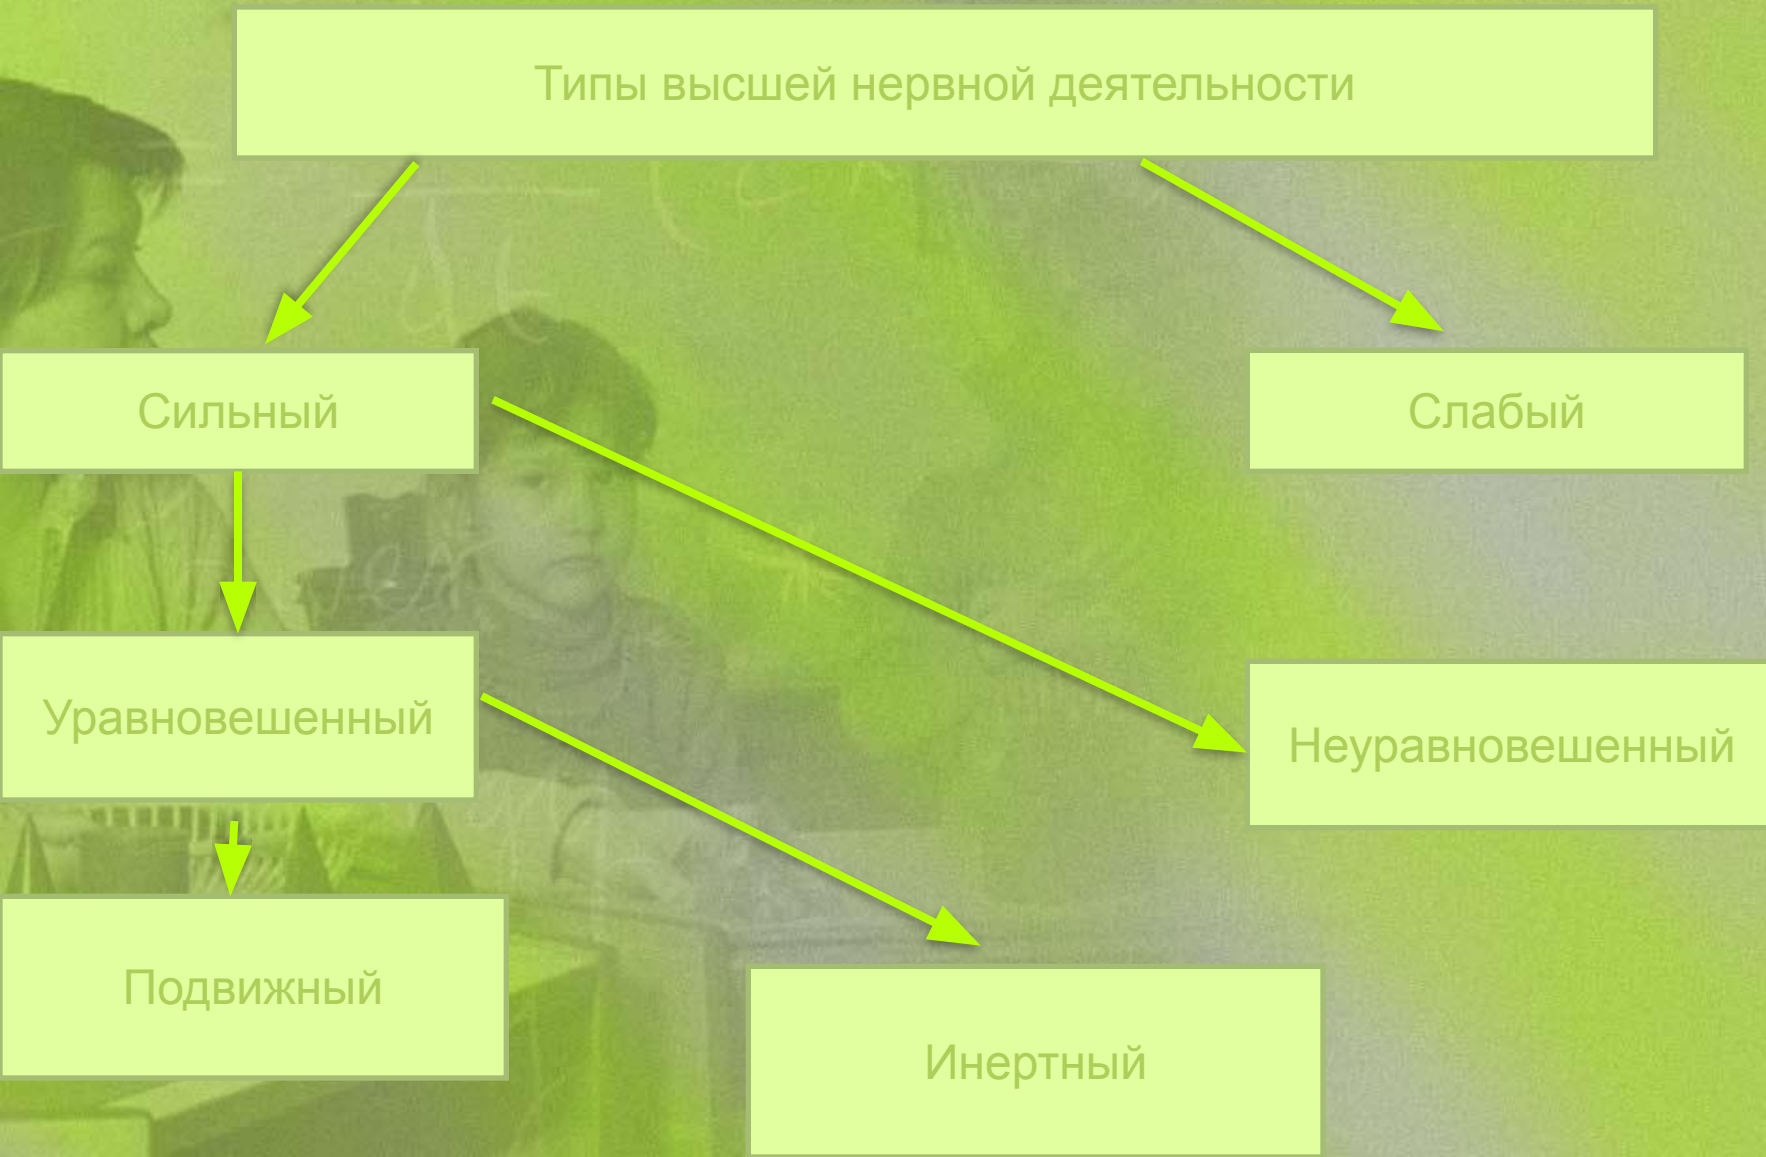 Типы высшей нервной деятельности
Сильный
Слабый
Уравновешенный
Неуравновешенный
Подвижный
Инертный